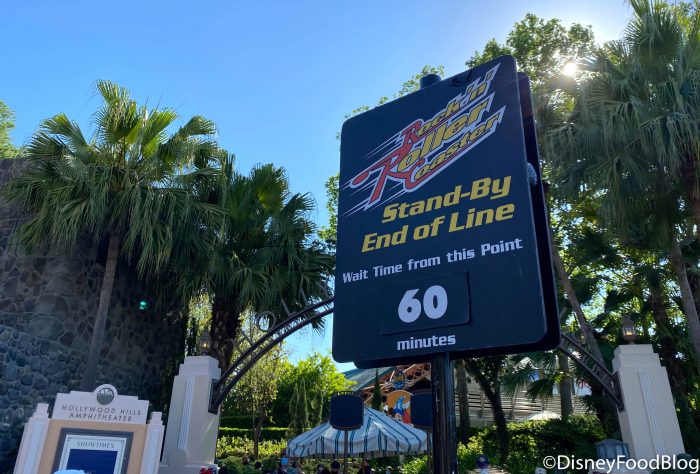 Rock 'n'
Roller
Coaster
Stand-By
End of Line
Wait Time from this Point
60
minutes
HOLLYWOOD HILLS
AMPHITHEATER
SHOWTIMES
©DisneyFoodBlog